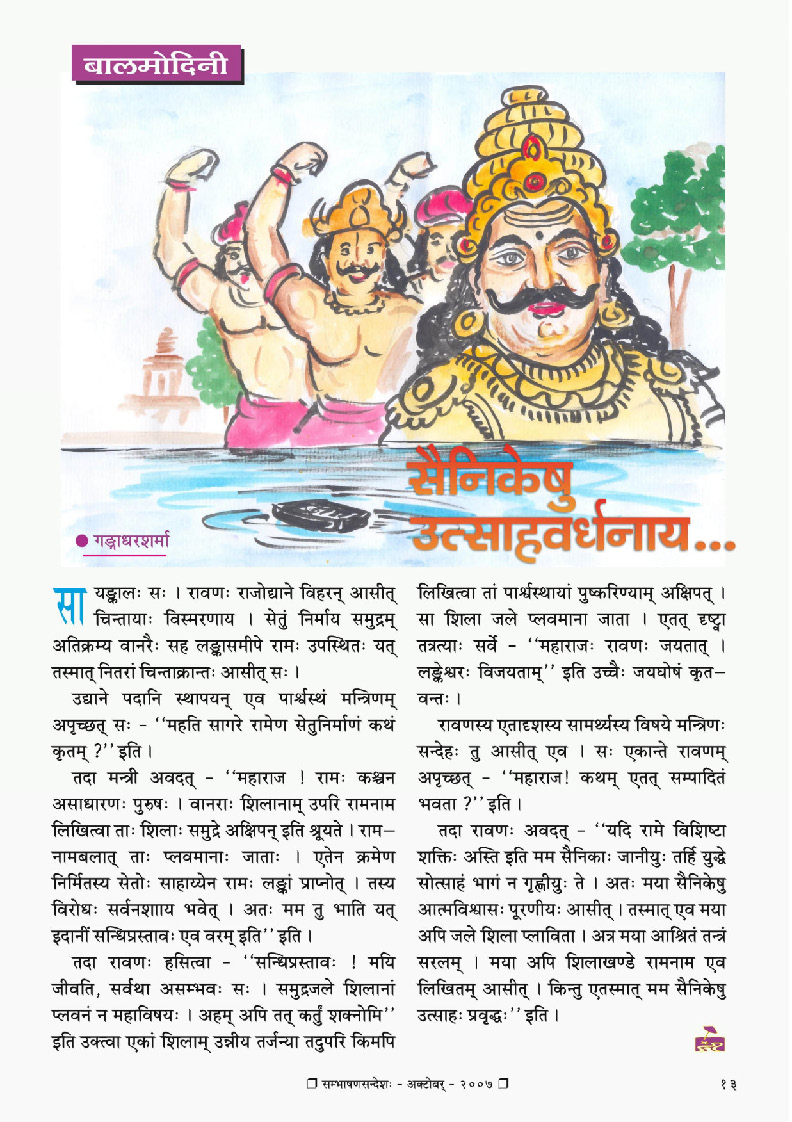 बालमोदिनी
सैनिकेषु
उत्साहवर्धनाय...
● गङ्गाधरशर्मा
सायङ्कालः सः । रावणः राजोद्याने विहरन् आसीत्
चिन्तायाः विस्मरणाय । सेतुं निर्माय समुद्रम्
अतिक्रम्य वानरैः सह लङ्कासमीपे रामः उपस्थितः यत्
तस्मात् नितरां चिन्ताक्रान्तः आसीत् सः ।
उद्याने पदानि स्थापयन् एव पार्श्वस्थं मन्त्रिणम्
अपृच्छत् सः - ‘‘महति सागरे रामेण सेतुनिर्माणं कथं
कृतम् ?’’ इति ।
तदा मन्त्री अवदत् - ‘‘महाराज ! रामः कश्चन
असाधारणः पुरुषः । वानराः शिलानाम् उपरि रामनाम
लिखित्वा ताः शिलाः समुद्रे अक्षिपन् इति श्रूयते । राम-
नामबलात् ताः प्लवमानाः जाताः । एतेन क्रमेण
निर्मितस्य सेतोः साहाय्येन रामः लङ्कां प्राप्नोत् । तस्य
विरोधः सर्वनशााय भवेत् । अतः मम तु भाति यत्
इदानीं सन्धिप्रस्तावः एव वरम् इति’’ इति ।
तदा रावणः हसित्वा - ‘‘सन्धिप्रस्तावः ! मयि
जीवति, सर्वथा असम्भवः सः । समुद्रजले शिलानां
प्लवनं न महाविषयः । अहम् अपि तत् कर्तुं शक्नोमि’’
इति उक्त्वा एकां शिलाम् उन्नीय तर्जन्या तदुपरि किमपि
लिखित्वा तां पार्श्वस्थायां पुष्करिण्याम् अक्षिपत् ।
सा शिला जले प्लवमाना जाता । एतत् दृष्ट्वा
तत्रत्याः सर्वे - ‘‘महाराजः रावणः जयतात् ।
लङ्केश्वरः विजयताम्’’ इति उच्चैः जयघोषं कृत-
वन्तः ।
रावणस्य एतादृशस्य सामर्थ्यस्य विषये मन्त्रिणः
सन्देहः तु आसीत् एव । सः एकान्ते रावणम्
अपृच्छत् - ‘‘महाराज! कथम् एतत् सम्पादितं
भवता ?’’ इति ।
तदा रावणः अवदत् - ‘‘यदि रामे विशिष्टा
शक्तिः अस्ति इति मम सैनिकाः जानीयुः तर्हि युद्धे
सोत्साहं भागं न गृह्णीयुः ते । अतः मया सैनिकेषु
आत्मविश्वासः पूरणीयः आसीत् । तस्मात् एव मया
अपि जले शिला प्लाविता । अत्र मया आश्रितं तन्त्रं
सरलम् । मया अपि शिलाखण्डे रामनाम एव
लिखितम् आसीत् । किन्तु एतस्मात् मम सैनिकेषु
उत्साहः प्रवृद्धः’’ इति ।
❐ सम्भाषणसन्देशः - अक्टोबर् - २००७ ❐
१३